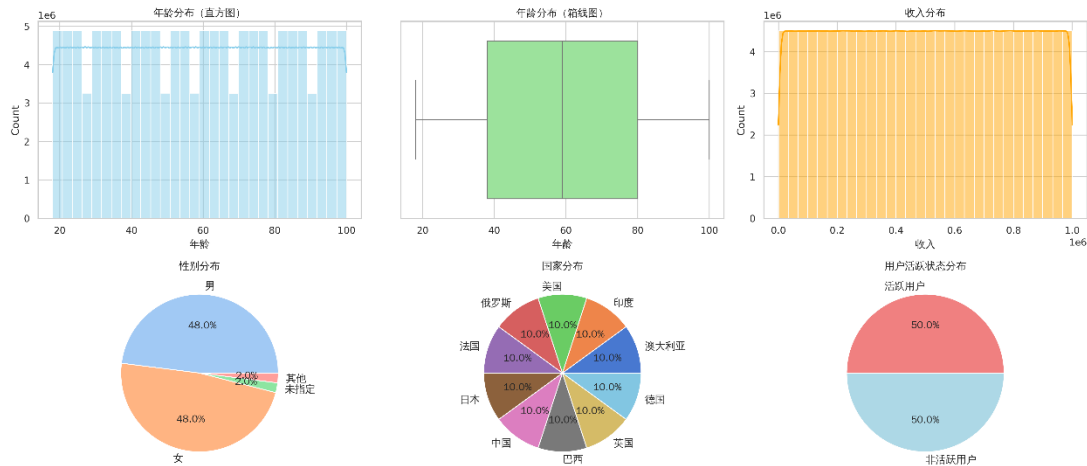 年龄分布（直方图）
1e6
5
4
3
2
1
0
Count
20
40
60
80
100
年龄
年龄分布（箱线图）
20
40
60
80
100
年龄
收入分布
1e6
4
3
2
1
0
Count
0.0
0.2
0.4
0.6
0.8
1.0
1e6
收入
性别分布
男
48.0%
2.0%
其他
2.0%
未指定
48.0%
女
国家分布
美国
俄罗斯
印度
10.0%
10.0%
10.0%
法国
澳大利亚
10.0%
10.0%
日本
10.0%
10.0%
德国
10.0%
10.0%
10.0%
中国
英国
巴西
用户活跃状态分布
活跃用户
50.0%
50.0%
非活跃用户